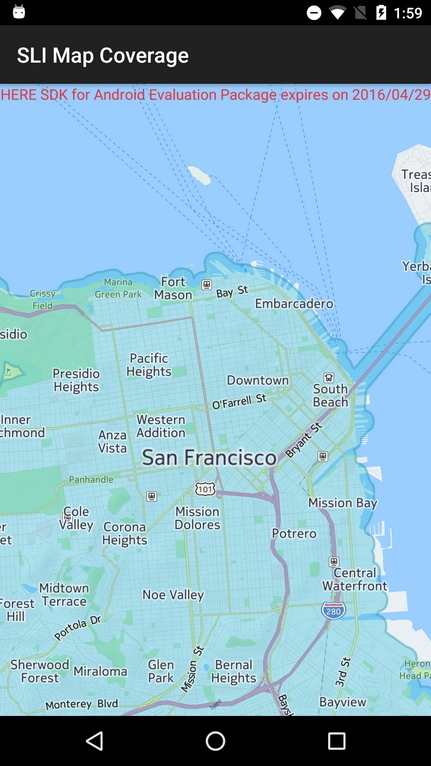 1:59
SLI Map Coverage
HERE SDK for Android Evaluation Package expires on 2016/04/29
Treas
Islan
Yerba
Is
Marina
Green Park
Crissy
Field
Fort
Mason
Bay St
Embarcadero
sidio
Pacific
Heights
Presidio
Heights
Downtown
South
Beach
O'Farrell St
Inner
chmond
Western
Addition
Anza
Vista
Bryant St
San Francisco
Panhandle
101
Mission
Dolores
Mission Bay
Cole
Valley
Corona
Heights
er
et
Potrero
Central
Waterfront
Midtown
Terrace
Noe Valley
280
Forest
Hill
Portola Dr
Sherwood
Forest
Miraloma
Glen
Park
Mission St
Bernal
Heights
3rd St
Heron
Head Pa
Monterey Blvd
Baysh
Bayview